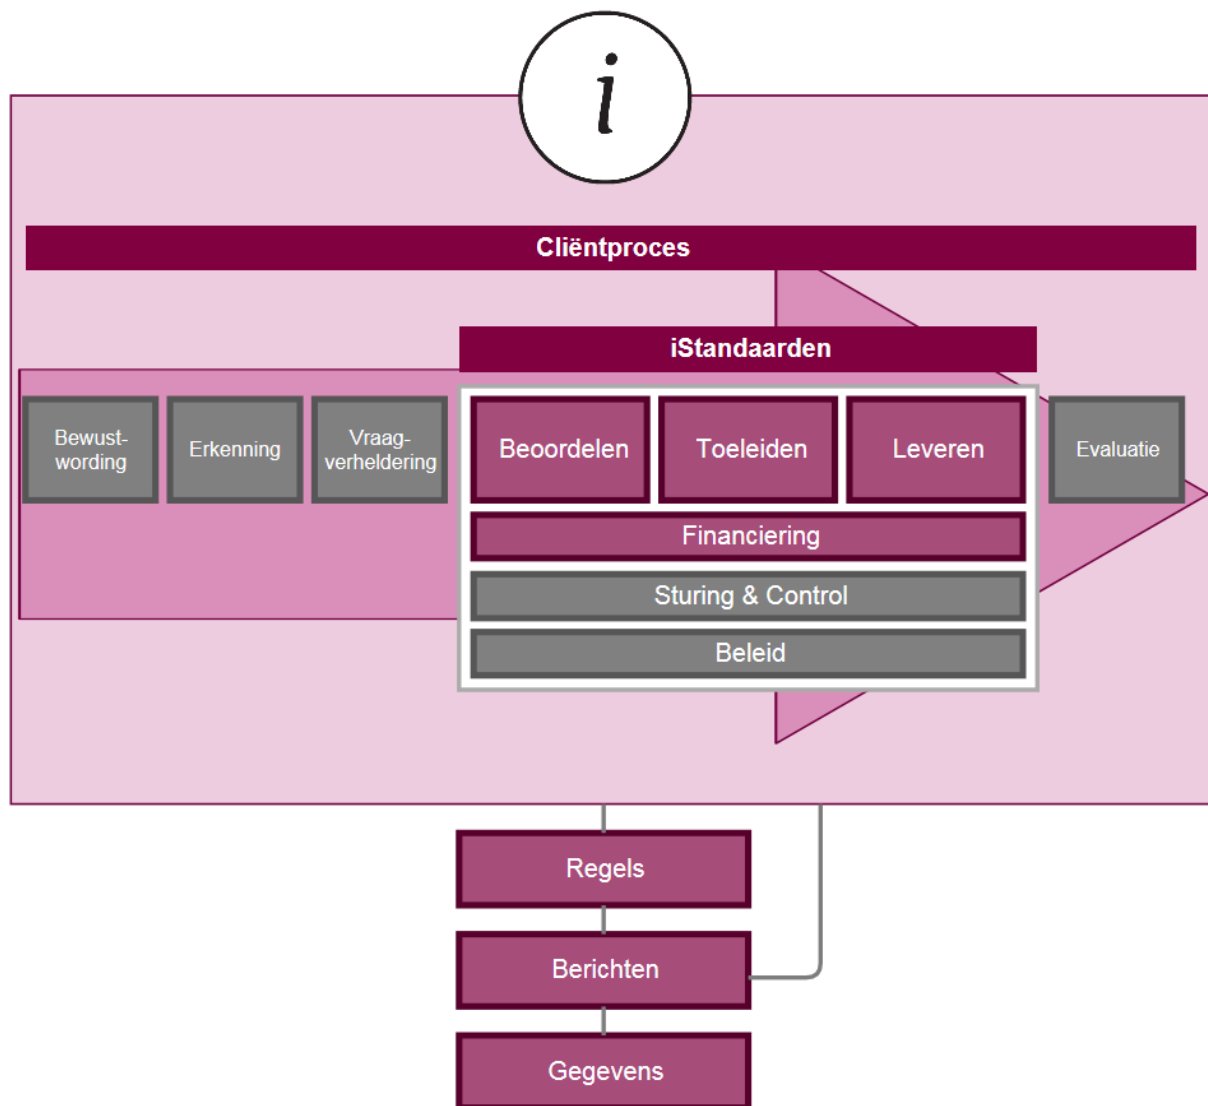 i
Cliëntproces
iStandaarden
Bewust-
wording
Erkenning
Vraag-
verheldering
Beoordelen
Toeleiden
Leveren
Evaluatie
Financiering
Sturing & Control
Beleid
Regels
Berichten
Gegevens